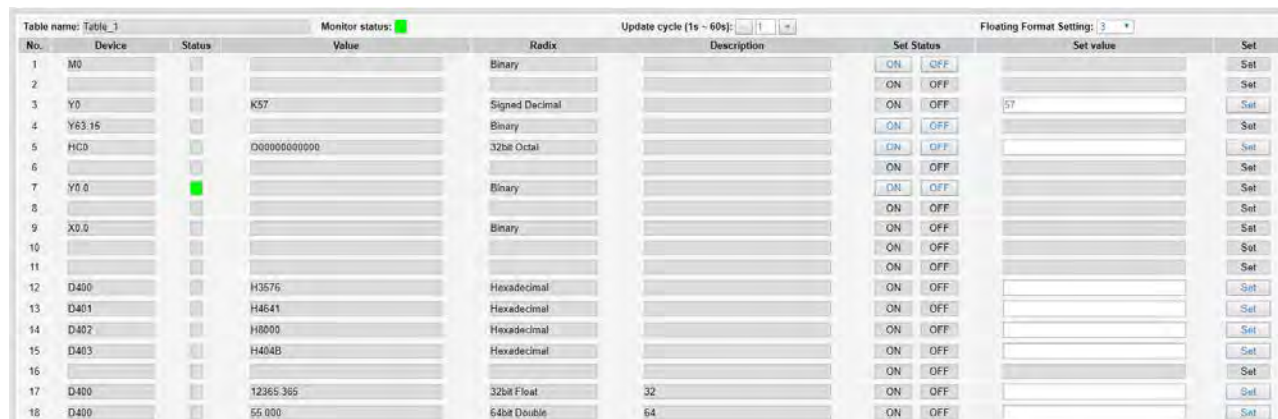 Table name: Table_1 Monitor status: Update cycle (1s ~ 60s): - 1 + Floating Format Setting: 3
No. Device Status Value Radix Description Set Status Set value Set
1 M0 Binary ON OFF Set
2 ON OFF Set
3 Y0 K57 Signed Decimal ON OFF 57 Set
4 Y63.15 Binary ON OFF Set
5 HC0 O00000000000 32bit Octal ON OFF Set
6 ON OFF Set
7 Y0.0 Binary ON OFF Set
8 ON OFF Set
9 X0.0 Binary ON OFF Set
10 ON OFF Set
11 ON OFF Set
12 D400 H3576 Hexadecimal ON OFF Set
13 D401 H4641 Hexadecimal ON OFF Set
14 D402 H8000 Hexadecimal ON OFF Set
15 D403 H404B Hexadecimal ON OFF Set
16 ON OFF Set
17 D400 12365.365 32bit Float 32 ON OFF Set
18 D400 55.000 64bit Double 64 ON OFF Set